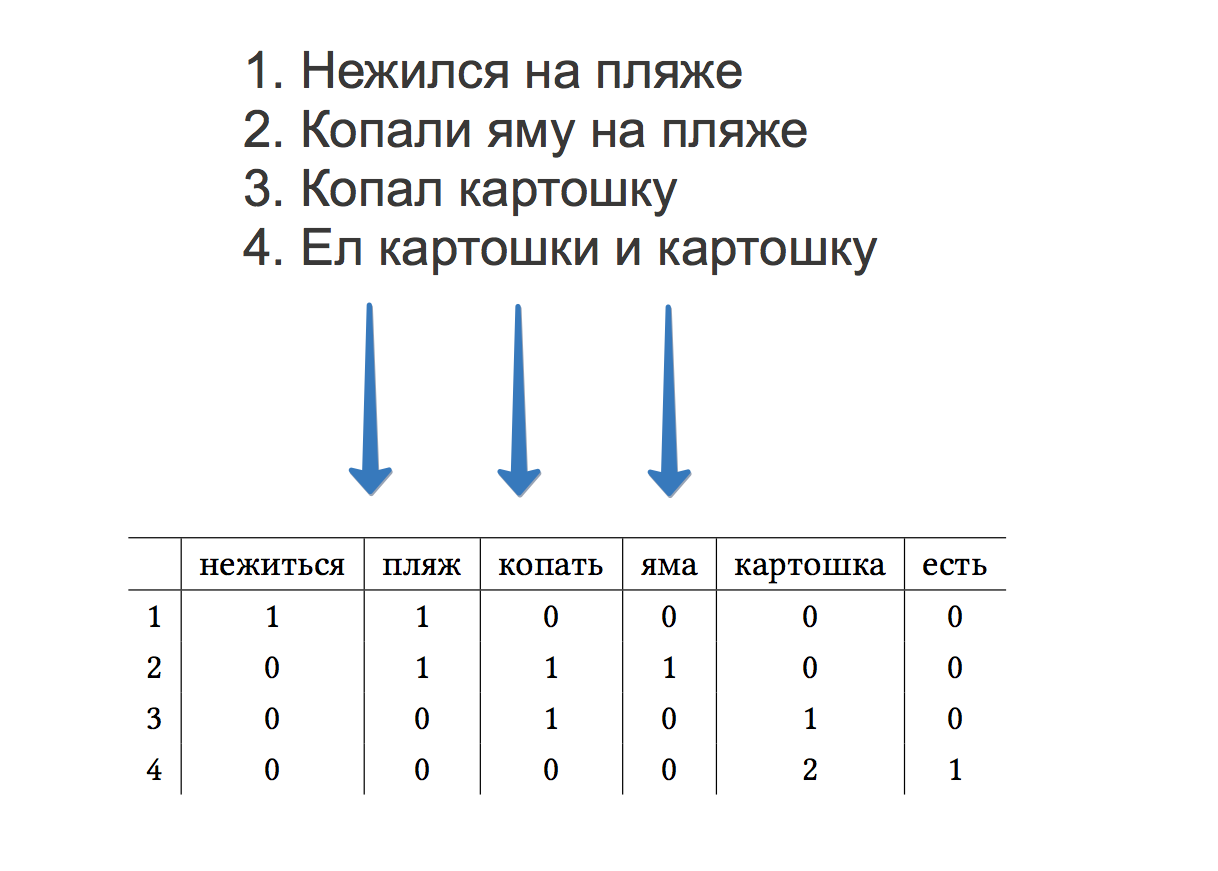 1. Нежился на пляже
2. Копали яму на пляже
3. Копал картошку
4. Ел картошки и картошку
нежиться пляж копать яма картошка есть
1 1 1 0 0 0 0
2 0 1 1 1 0 0
3 0 0 1 0 1 0
4 0 0 0 0 2 1